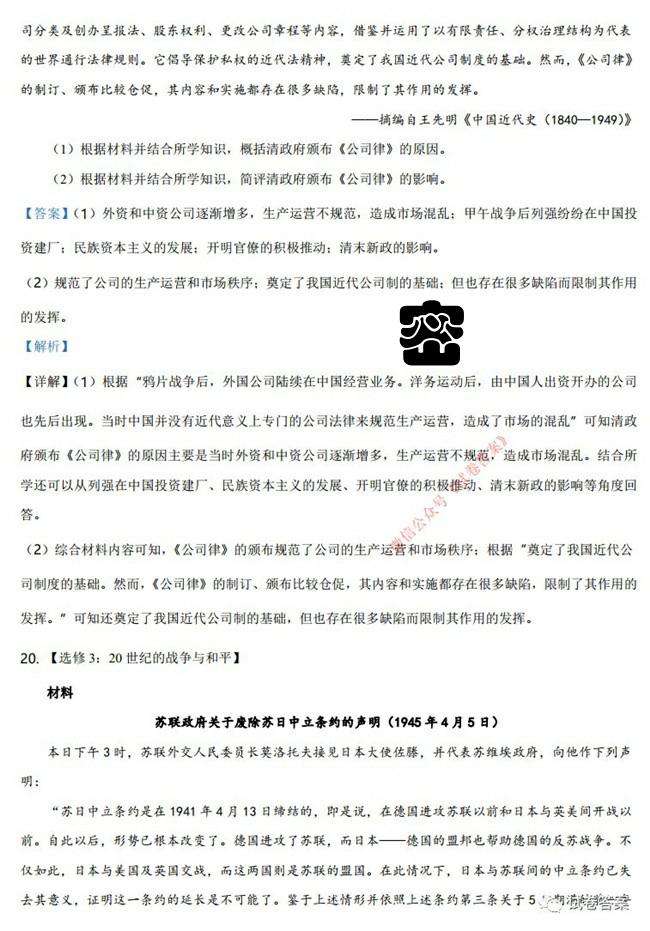 司分类及创办呈报法、股东权利、更改公司章程等内容，借鉴并运用了以有限责任、分权治理结构为代表
的世界通行法律规则。它倡导保护私权的近代法精神，奠定了我国近代公司制度的基础。然而，《公司律》
的制订、颁布比较仓促，其内容和实施都存在很多缺陷，限制了其作用的发挥。
——摘编自王先明《中国近代史（1840—1949）》
（1）根据材料并结合所学知识，概括清政府颁布《公司律》的原因。
（2）根据材料并结合所学知识，简评清政府颁布《公司律》的影响。
【答案】（1）外资和中资公司逐渐增多，生产运营不规范，造成市场混乱；甲午战争后列强纷纷在中国投
资建厂；民族资本主义的发展；开明官僚的积极推动；清末新政的影响。
（2）规范了公司的生产运营和市场秩序；奠定了我国近代公司制的基础；但也存在很多缺陷而限制其作用
的发挥。
【解析】
【详解】（1）根据“鸦片战争后，外国公司陆续在中国经营业务。洋务运动后，由中国人出资开办的公司
也先后出现。当时中国并没有近代意义上专门的公司法律来规范生产运营，造成了市场的混乱”可知清政
府颁布《公司律》的原因主要是当时外资和中资公司逐渐增多，生产运营不规范，造成市场混乱。结合所
学还可以从列强在中国投资建厂、民族资本主义的发展、开明官僚的积极推动、清末新政的影响等角度回
答。
（2）综合材料内容可知，《公司律》的颁布规范了公司的生产运营和市场秩序；根据“奠定了我国近代公
司制度的基础。然而，《公司律》的制订、颁布比较仓促，其内容和实施都存在很多缺陷，限制了其作用的
发挥。”可知还奠定了我国近代公司制的基础，但也存在很多缺陷而限制其作用的发挥。
20. 【选修 3：20 世纪的战争与和平】
材料
苏联政府关于废除苏日中立条约的声明（1945 年 4 月 5 日）
本日下午 3 时，苏联外交人民委员长莫洛托夫接见日本大使佐藤，并代表苏维埃政府，向他作下列声
明：
“苏日中立条约是在 1941 年 4 月 13 日缔结的，即是说，在德国进攻苏联以前和日本与英美间开战以
前。自此以后，形势已根本改变了。德国进攻了苏联，而日本——德国的盟邦也帮助德国的反苏战争。不
仅如此，日本与美国及英国交战，而这两国则是苏联的盟国。在此情况下，日本与苏联间的中立条约已失
去其意义，证明这一条约的延长是不可能了。鉴于上述情形并依照上述条约第三条关于 5
微信公众号《试卷答案》
试卷答案